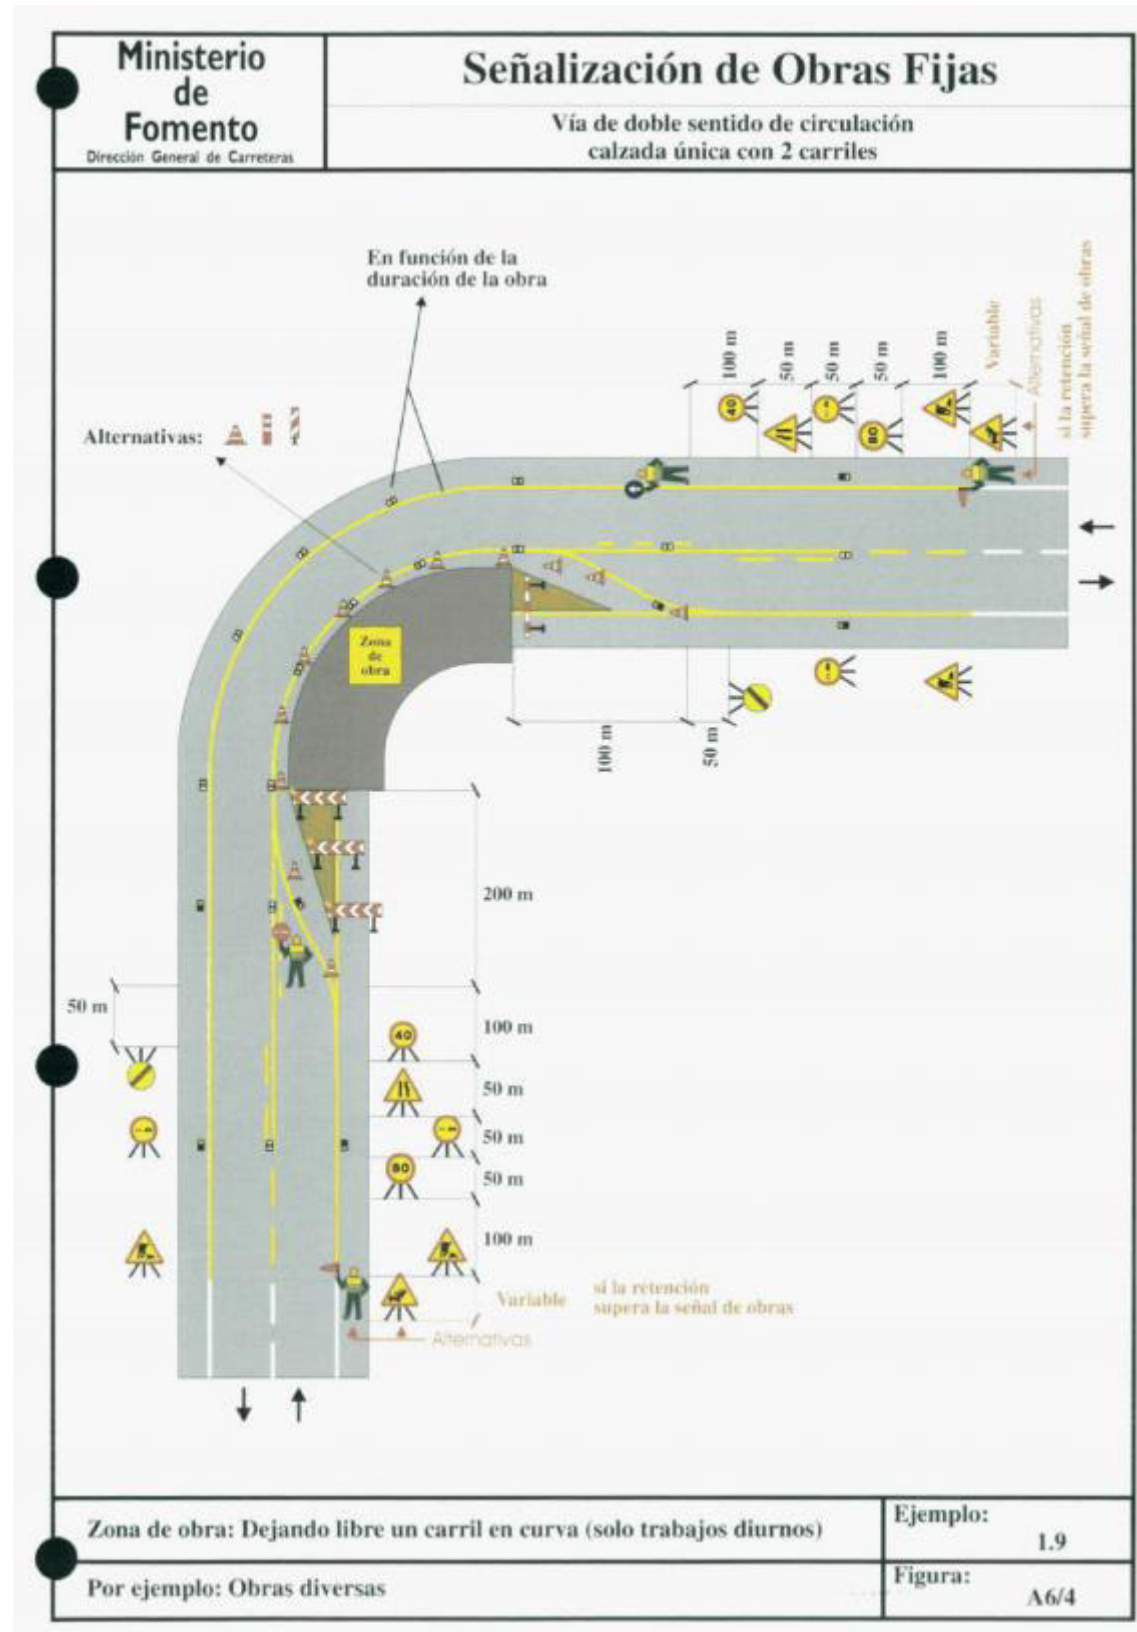 Ministerio
de
Fomento
Dirección General de Carreteras
Señalización de Obras Fijas
Vía de doble sentido de circulación
calzada única con 2 carriles
En función de la
duración de la obra
Alternativas:
100 m
50 m
50 m
50 m
100 m
Variable
Alternativas
si la retención
supera la señal de obras
40
80
Zona
de
obra
100 m
50 m
200 m
50 m
100 m
40
50 m
50 m
80
50 m
100 m
Variable
si la retención
supera la señal de obras
Alternativas
Zona de obra: Dejando libre un carril en curva (solo trabajos diurnos)
Ejemplo:
1.9
Por ejemplo: Obras diversas
Figura:
A6/4